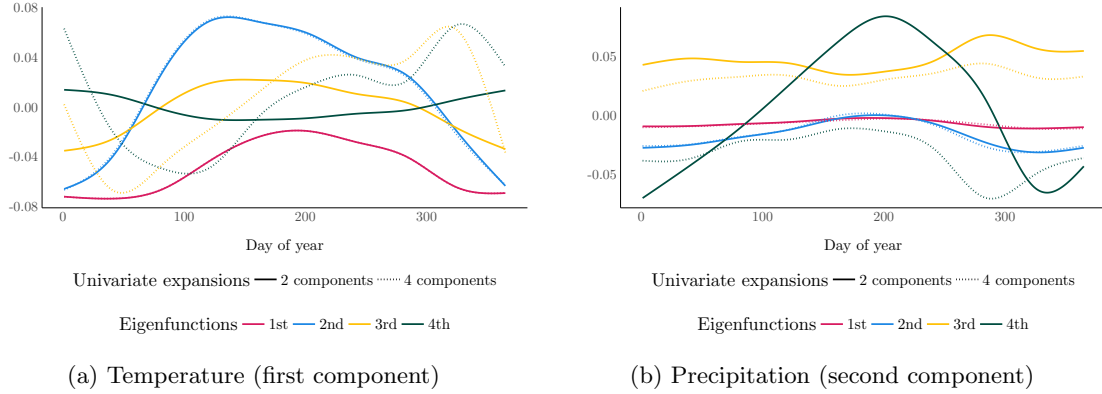 0.08
0.04
0.00
-0.04
-0.08
0 100 200 300
Day of year
Univariate expansions 2 components 4 components
Eigenfunctions 1st 2nd 3rd 4th
(a) Temperature (first component)
0.05
0.00
-0.05
0 100 200 300
Day of year
Univariate expansions 2 components 4 components
Eigenfunctions 1st 2nd 3rd 4th
(b) Precipitation (second component)